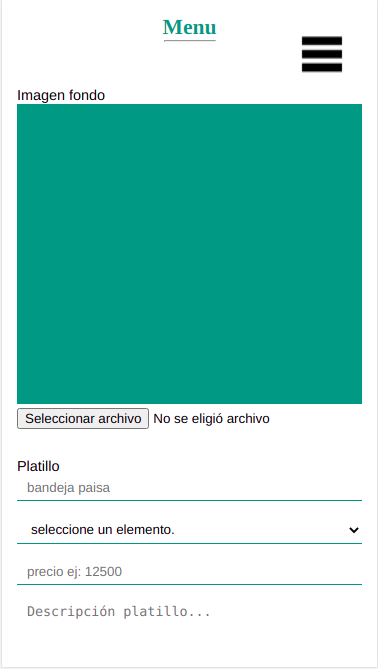 Menu
Imagen fondo
Seleccionar archivo No se eligió archivo
Platillo
bandeja paisa
seleccione un elemento.
precio ej: 12500
Descripción platillo...